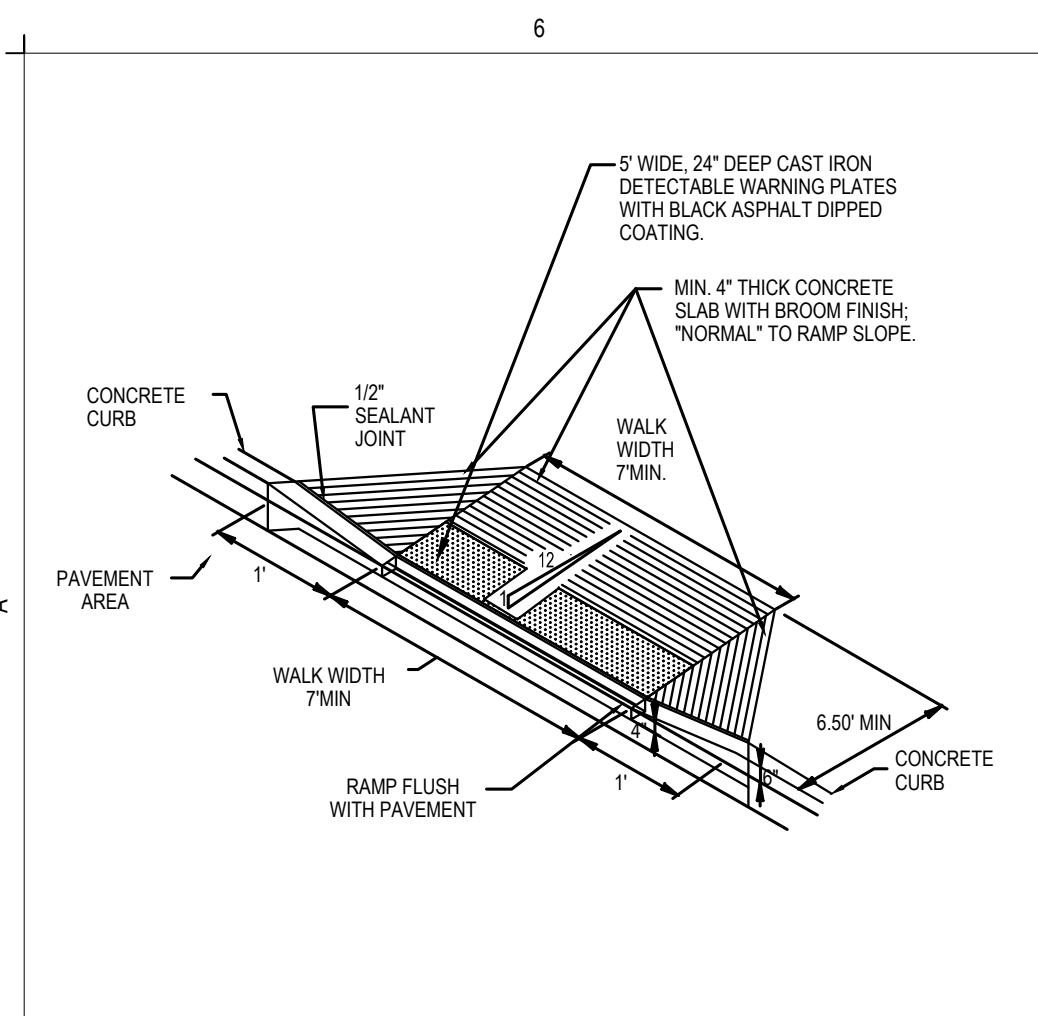 6
5' WIDE, 24" DEEP CAST IRON
DETECTABLE WARNING PLATES
WITH BLACK ASPHALT DIPPED
COATING.
MIN. 4" THICK CONCRETE
SLAB WITH BROOM FINISH;
"NORMAL" TO RAMP SLOPE.
CONCRETE
CURB
1/2"
SEALANT
JOINT
WALK
WIDTH
7'MIN.
12
1
PAVEMENT
AREA
1'
WALK WIDTH
7'MIN
4"
6.50' MIN
6"
CONCRETE
CURB
RAMP FLUSH
WITH PAVEMENT
1'